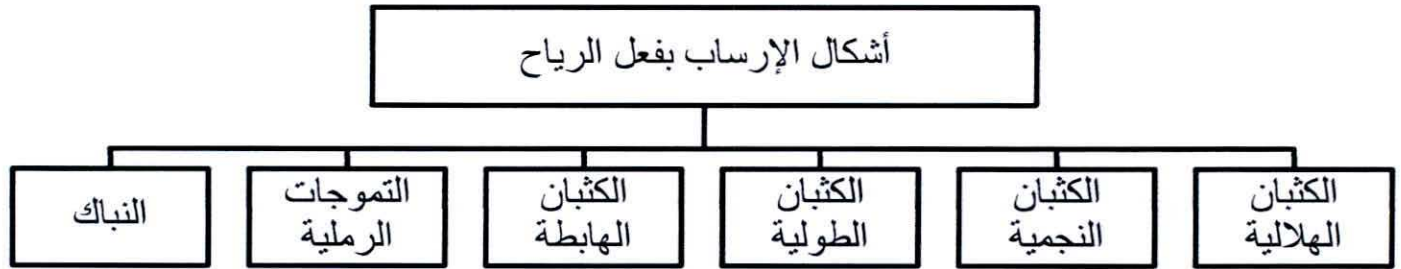 أشكال الإرساب بفعل الرياح
الكثبان
الهلالية
الكثبان
النجمية
الكثبان
الطولية
الكثبان
الهابطة
التموجات
الرملية
النباك